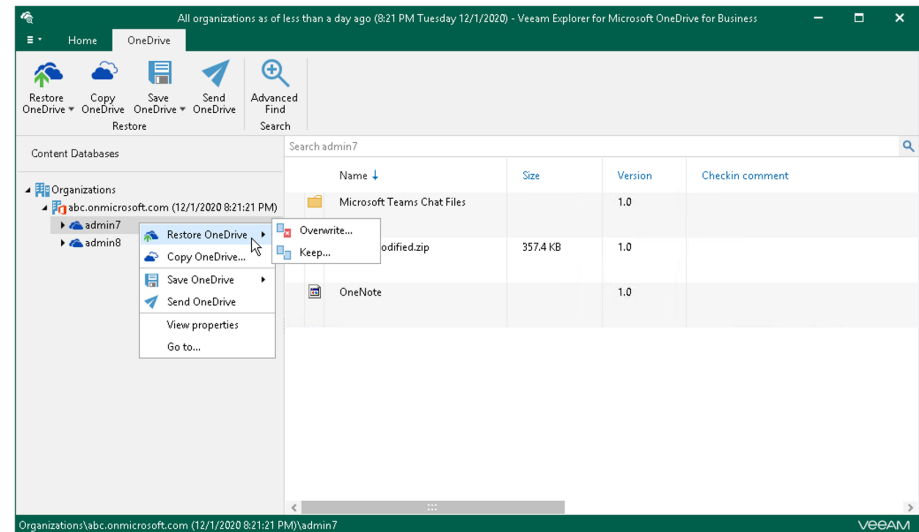 All organizations as of less than a day ago (8:21 PM Tuesday 12/1/2020) - Veeam Explorer for Microsoft OneDrive for Business
Home OneDrive
Restore OneDrive
Copy OneDrive
Save OneDrive
Send OneDrive
Advanced Find
Restore
Search
Content Databases
Search admin7
Organizations
abc.onmicrosoft.com (12/1/2020 8:21:21 PM)
admin7
admin8
Restore OneDrive
Copy OneDrive...
Save OneDrive
Send OneDrive
View properties
Go to...
Overwrite...
Keep...
Name Size Version Checkin comment
Microsoft Teams Chat Files 1.0
odified.zip 357.4 KB 1.0
OneNote 1.0
Organizations\abc.onmicrosoft.com (12/1/2020 8:21:21 PM)\admin7
VEEAM